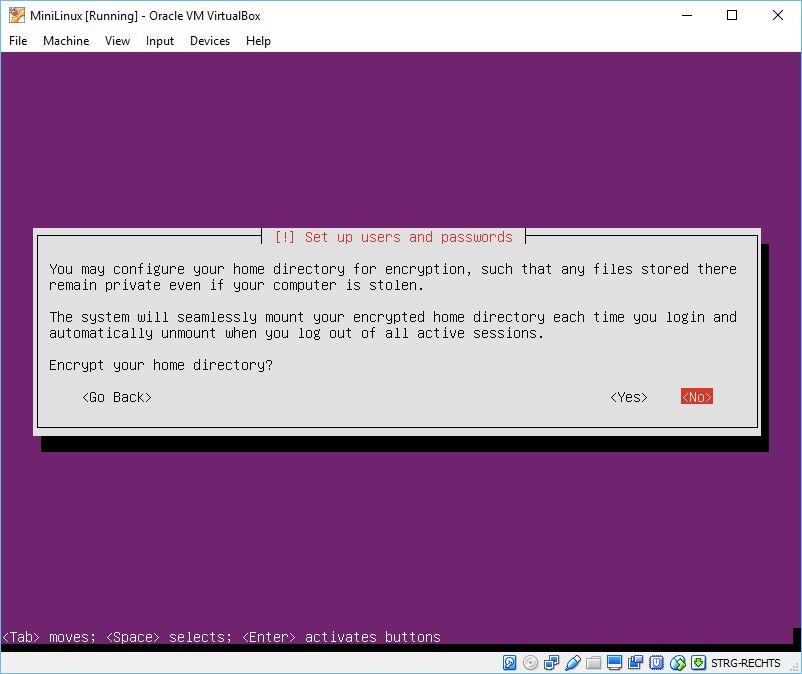 MiniLinux [Running] - Oracle VM VirtualBox
File Machine View Input Devices Help
[!] Set up users and passwords
You may configure your home directory for encryption, such that any files stored there
remain private even if your computer is stolen.
The system will seamlessly mount your encrypted home directory each time you login and
automatically unmount when you log out of all active sessions.
Encrypt your home directory?
<Go Back> <Yes> <No>
<Tab> moves; <Space> selects; <Enter> activates buttons
STRG-RECHTS